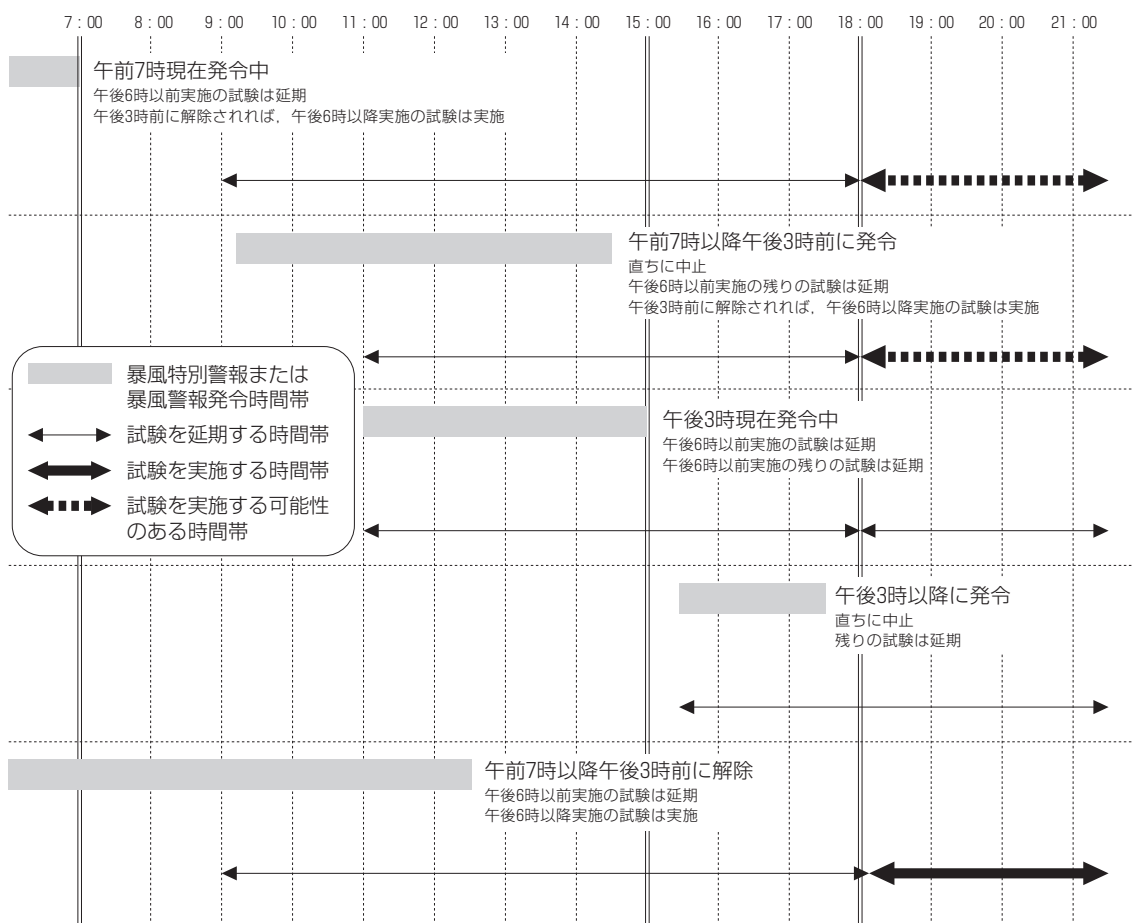 7：00 8：00 9：00 10：00 11：00 12：00 13：00 14：00 15：00 16：00 17：00 18：00 19：00 20：00 21：00
午前7時現在発令中
午後6時以前実施の試験は延期
午後3時前に解除されれば，午後6時以降実施の試験は実施
午前7時以降午後3時前に発令
直ちに中止
午後6時以前実施の残りの試験は延期
午後3時前に解除されれば，午後6時以降実施の試験は実施
暴風特別警報または
暴風警報発令時間帯
試験を延期する時間帯
試験を実施する時間帯
試験を実施する可能性
のある時間帯
午後3時現在発令中
午後6時以前実施の試験は延期
午後6時以前実施の残りの試験は延期
午後3時以降に発令
直ちに中止
残りの試験は延期
午前7時以降午後3時前に解除
午後6時以前実施の試験は延期
午後6時以降実施の試験は実施